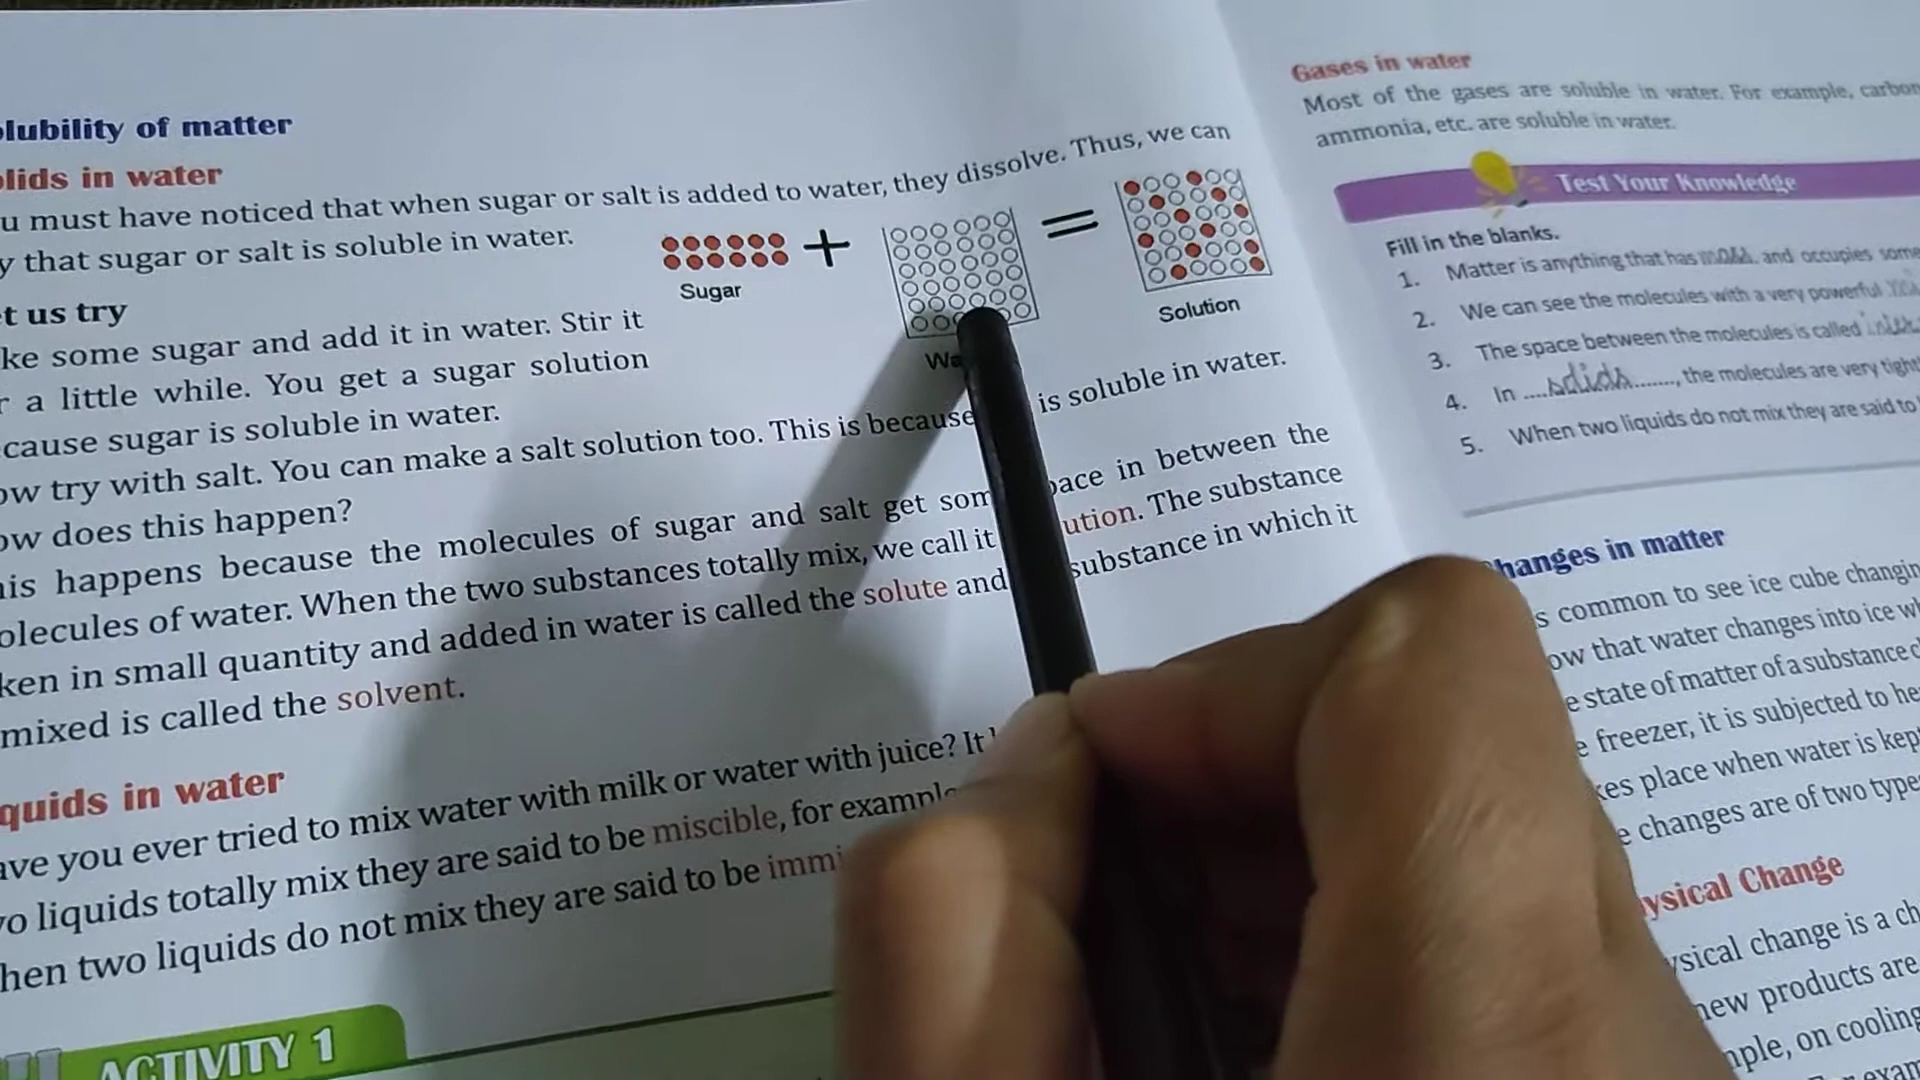 lubility of matter
lids in water
u must have noticed that when sugar or salt is added to water, they dissolve. Thus, we can
y that sugar or salt is soluble in water.
Sugar
+
=
Solution
t us try
ke some sugar and add it in water. Stir it
r a little while. You get a sugar solution
cause sugar is soluble in water.
ow try with salt. You can make a salt solution too. This is because is soluble in water.
ow does this happen?
is happens because the molecules of sugar and salt get som pace in between the
olecules of water. When the two substances totally mix, we call it ution. The substance
ken in small quantity and added in water is called the solute and substance in which it
mixed is called the solvent.
quids in water
ave you ever tried to mix water with milk or water with juice? It
o liquids totally mix they are said to be miscible, for example
hen two liquids do not mix they are said to be immi
ACTIVITY 1
Gases in water
Most of the gases are soluble in water. For example, carbon
ammonia, etc. are soluble in water.
Test Your Knowledge
Fill in the blanks.
1. Matter is anything that has mass and occupies some
2. We can see the molecules with a very powerful
3. The space between the molecules is called
4. In ....solids......., the molecules are very tight
5. When two liquids do not mix they are said to
hanges in matter
s common to see ice cube changin
ow that water changes into ice w
e state of matter of a substance c
e freezer, it is subjected to he
kes place when water is kep
e changes are of two type
ysical Change
ysical change is a ch
new products are
mple, on cooling